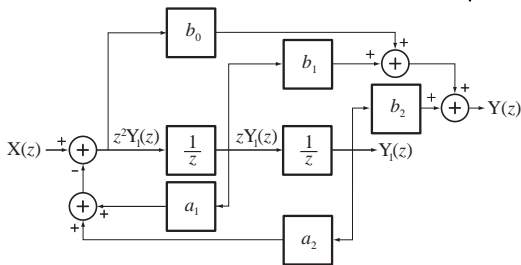 b₀
+
+
b₁
+
+
b₂
+
+
Y(z)
X(z)
+
+
-
z²Y₁(z)
1/z
zY₁(z)
1/z
Y₁(z)
+
+
+
a₁
a₂